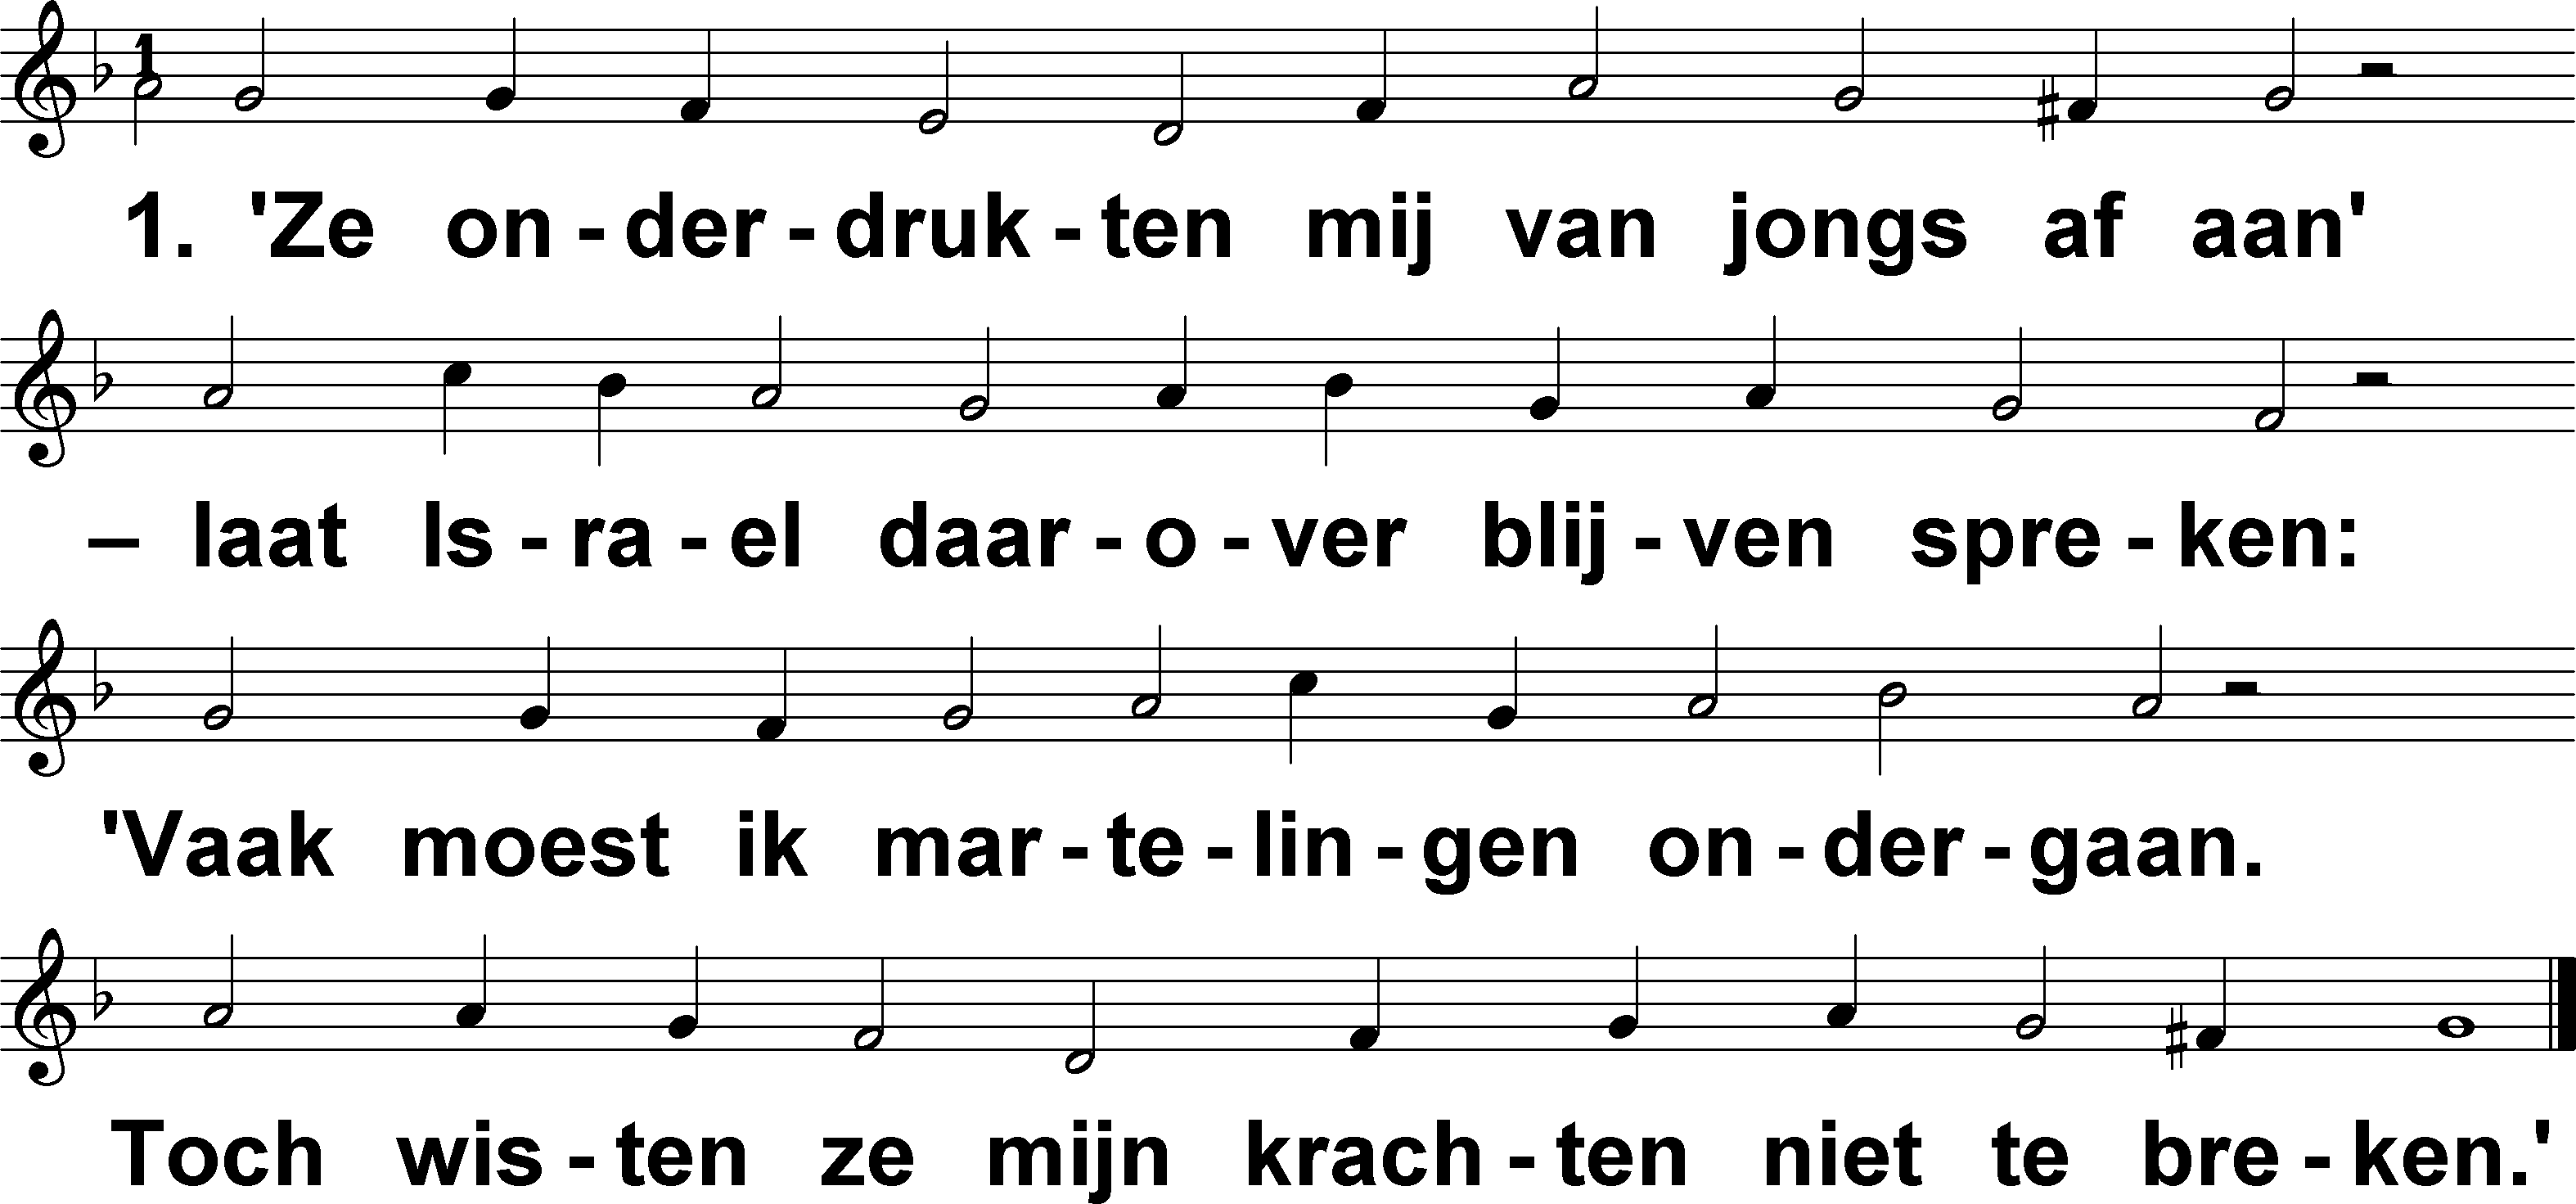 1
1. 'Ze on - der - druk - ten mij van jongs af aan'
– laat Is - ra - el daar - o - ver blij - ven spre - ken:
'Vaak moest ik mar - te - lin - gen on - der - gaan.
Toch wis - ten ze mijn krach - ten niet te bre - ken.'